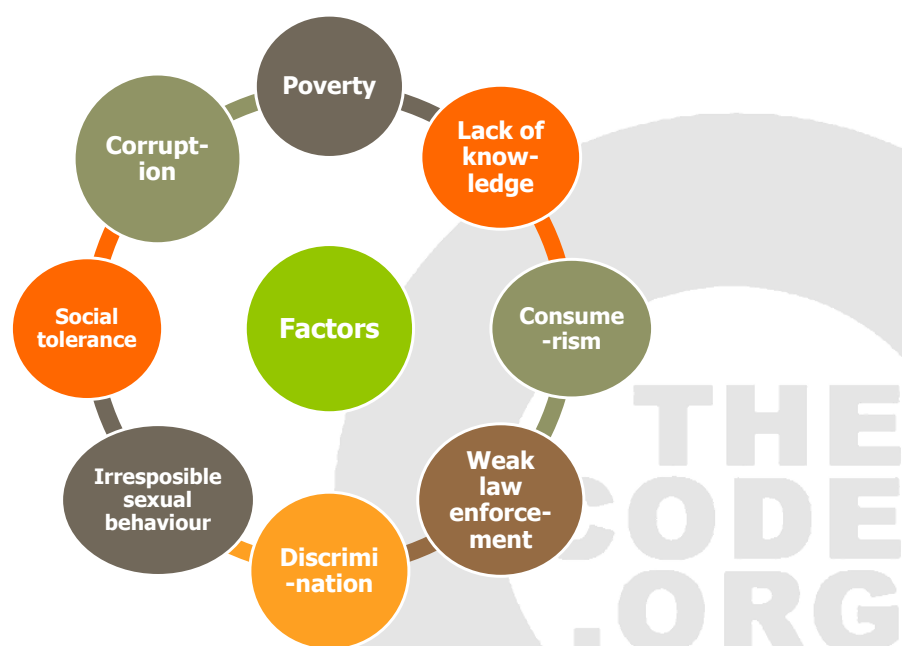 Poverty
Lack of
know-
ledge
Consume
-rism
Weak
law
enforce-
ment
Discrimi
-nation
Irresposible
sexual
behaviour
Social
tolerance
Corrupt-
ion
Factors
THE
CODE
.ORG